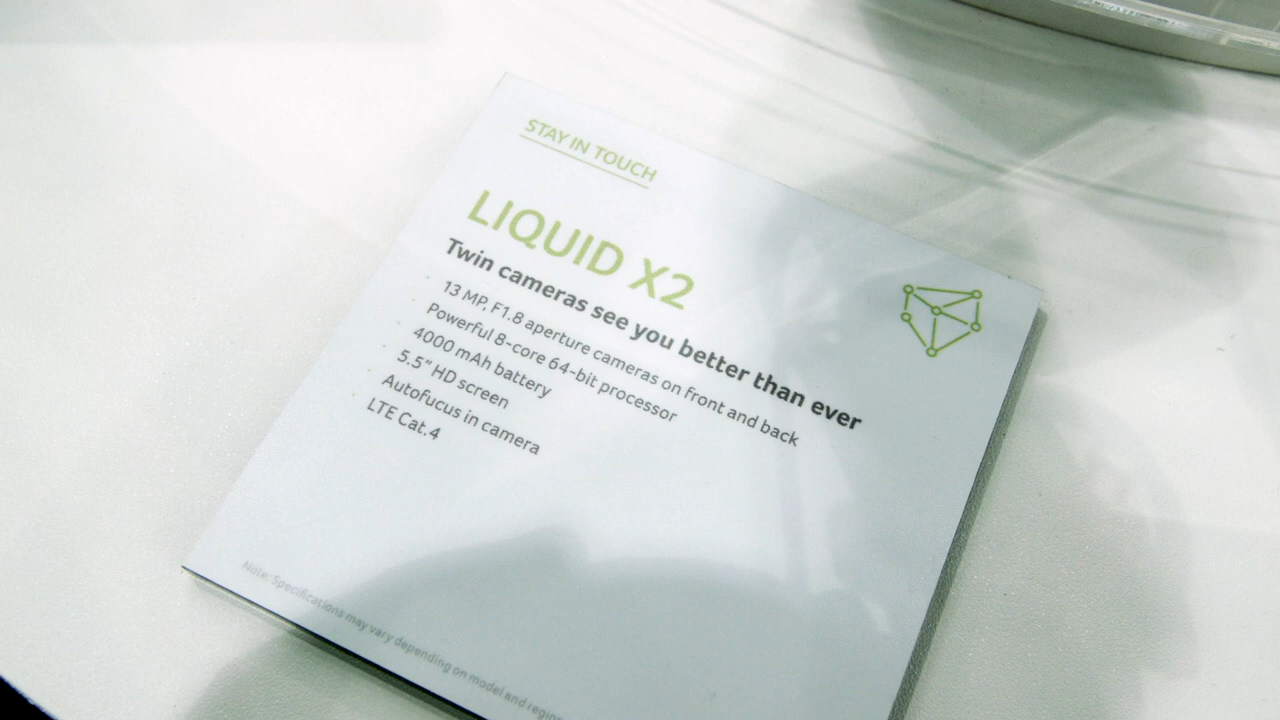 STAY IN TOUCH
LIQUID X2
Twin cameras see you better than ever
13 MP, F1.8 aperture cameras on front and back
Powerful 8-core 64-bit processor
4000 mAh battery
5.5" HD screen
Autofucus in camera
LTE Cat.4
Note: Specifications may vary depending on model and region